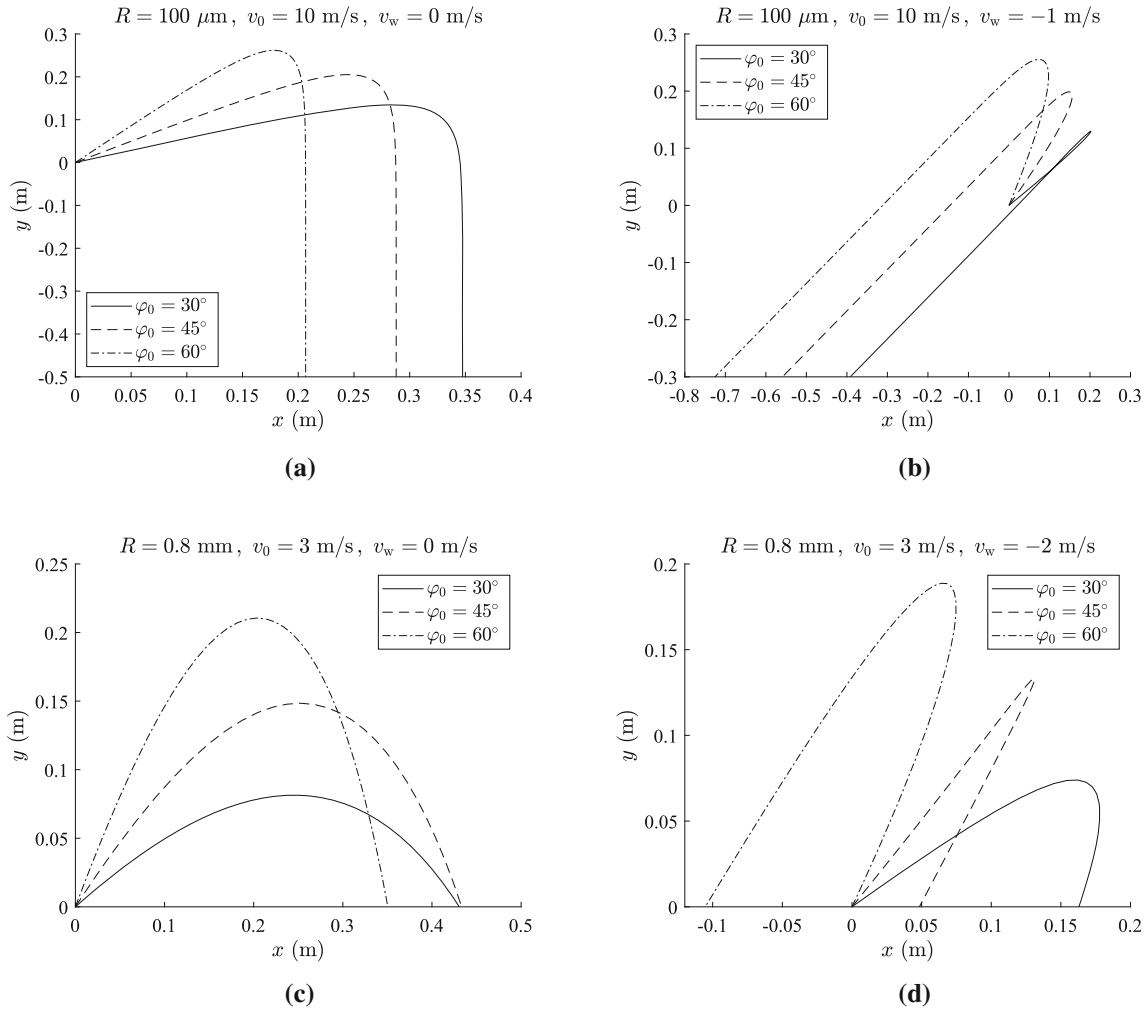 R = 100 μm, v₀ = 10 m/s, v_w = 0 m/s
0.3
0.2
0.1
0
-0.1
-0.2
-0.3
-0.4
-0.5
y (m)
φ₀ = 30°
φ₀ = 45°
φ₀ = 60°
0 0.05 0.1 0.15 0.2 0.25 0.3 0.35 0.4
x (m)
(a)
R = 100 μm, v₀ = 10 m/s, v_w = −1 m/s
0.3
0.2
0.1
0
-0.1
-0.2
-0.3
y (m)
φ₀ = 30°
φ₀ = 45°
φ₀ = 60°
-0.8 -0.7 -0.6 -0.5 -0.4 -0.3 -0.2 -0.1 0 0.1 0.2 0.3
x (m)
(b)
R = 0.8 mm, v₀ = 3 m/s, v_w = 0 m/s
0.25
0.2
0.15
0.1
0.05
0
y (m)
φ₀ = 30°
φ₀ = 45°
φ₀ = 60°
0 0.1 0.2 0.3 0.4 0.5
x (m)
(c)
R = 0.8 mm, v₀ = 3 m/s, v_w = −2 m/s
0.2
0.15
0.1
0.05
0
y (m)
φ₀ = 30°
φ₀ = 45°
φ₀ = 60°
-0.1 -0.05 0 0.05 0.1 0.15 0.2
x (m)
(d)